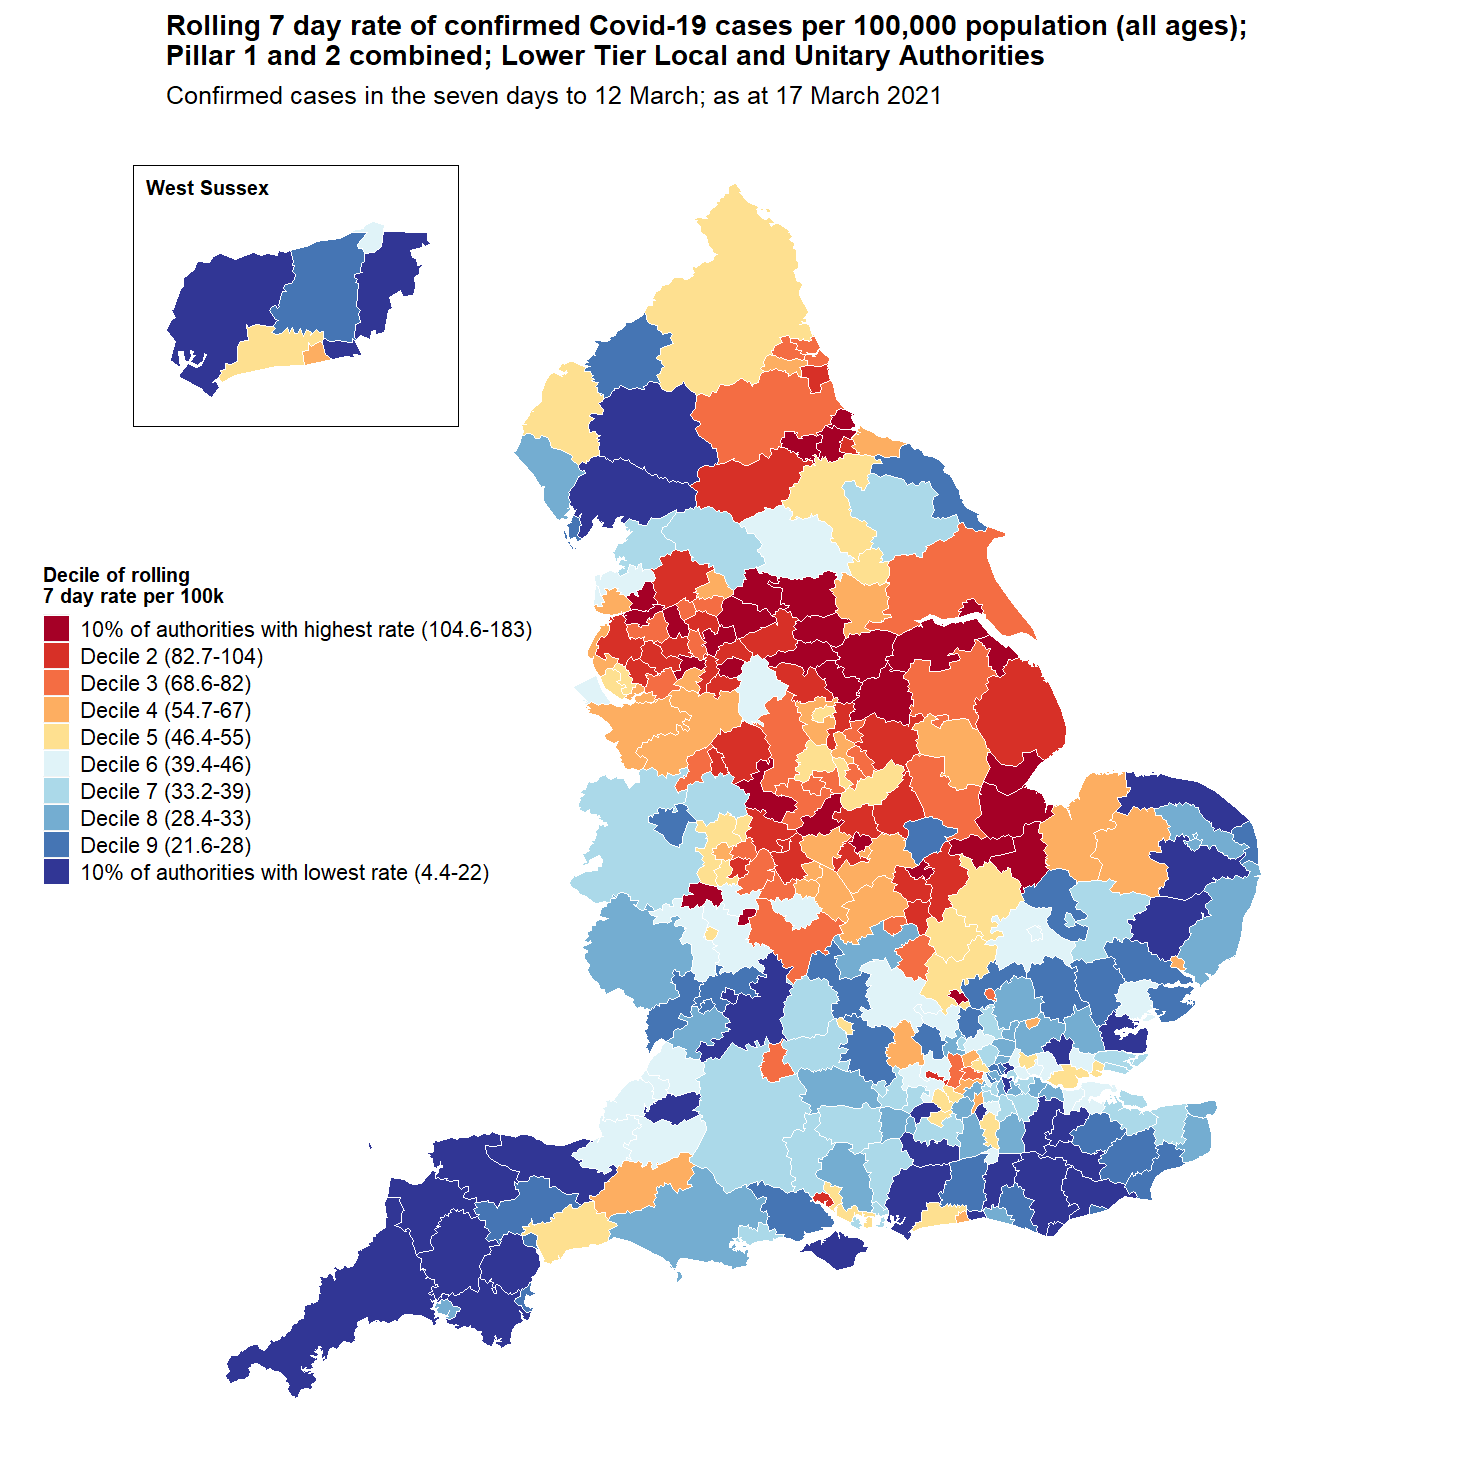 Rolling 7 day rate of confirmed Covid-19 cases per 100,000 population (all ages);
Pillar 1 and 2 combined; Lower Tier Local and Unitary Authorities
Confirmed cases in the seven days to 12 March; as at 17 March 2021
West Sussex
Decile of rolling
7 day rate per 100k
10% of authorities with highest rate (104.6-183)
Decile 2 (82.7-104)
Decile 3 (68.6-82)
Decile 4 (54.7-67)
Decile 5 (46.4-55)
Decile 6 (39.4-46)
Decile 7 (33.2-39)
Decile 8 (28.4-33)
Decile 9 (21.6-28)
10% of authorities with lowest rate (4.4-22)